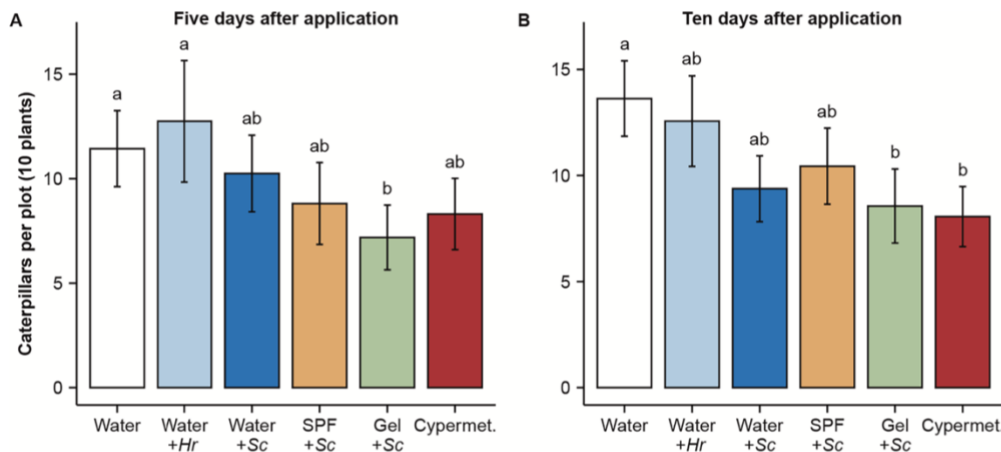 A Five days after application
a
a
ab
ab
b
ab
15
10
5
0
Caterpillars per plot (10 plants)
Water Water Water SPF Gel Cypermet.
+Hr +Sc +Sc +Sc
B Ten days after application
a
ab
ab
ab
b
b
15
10
5
0
Water Water Water SPF Gel Cypermet.
+Hr +Sc +Sc +Sc